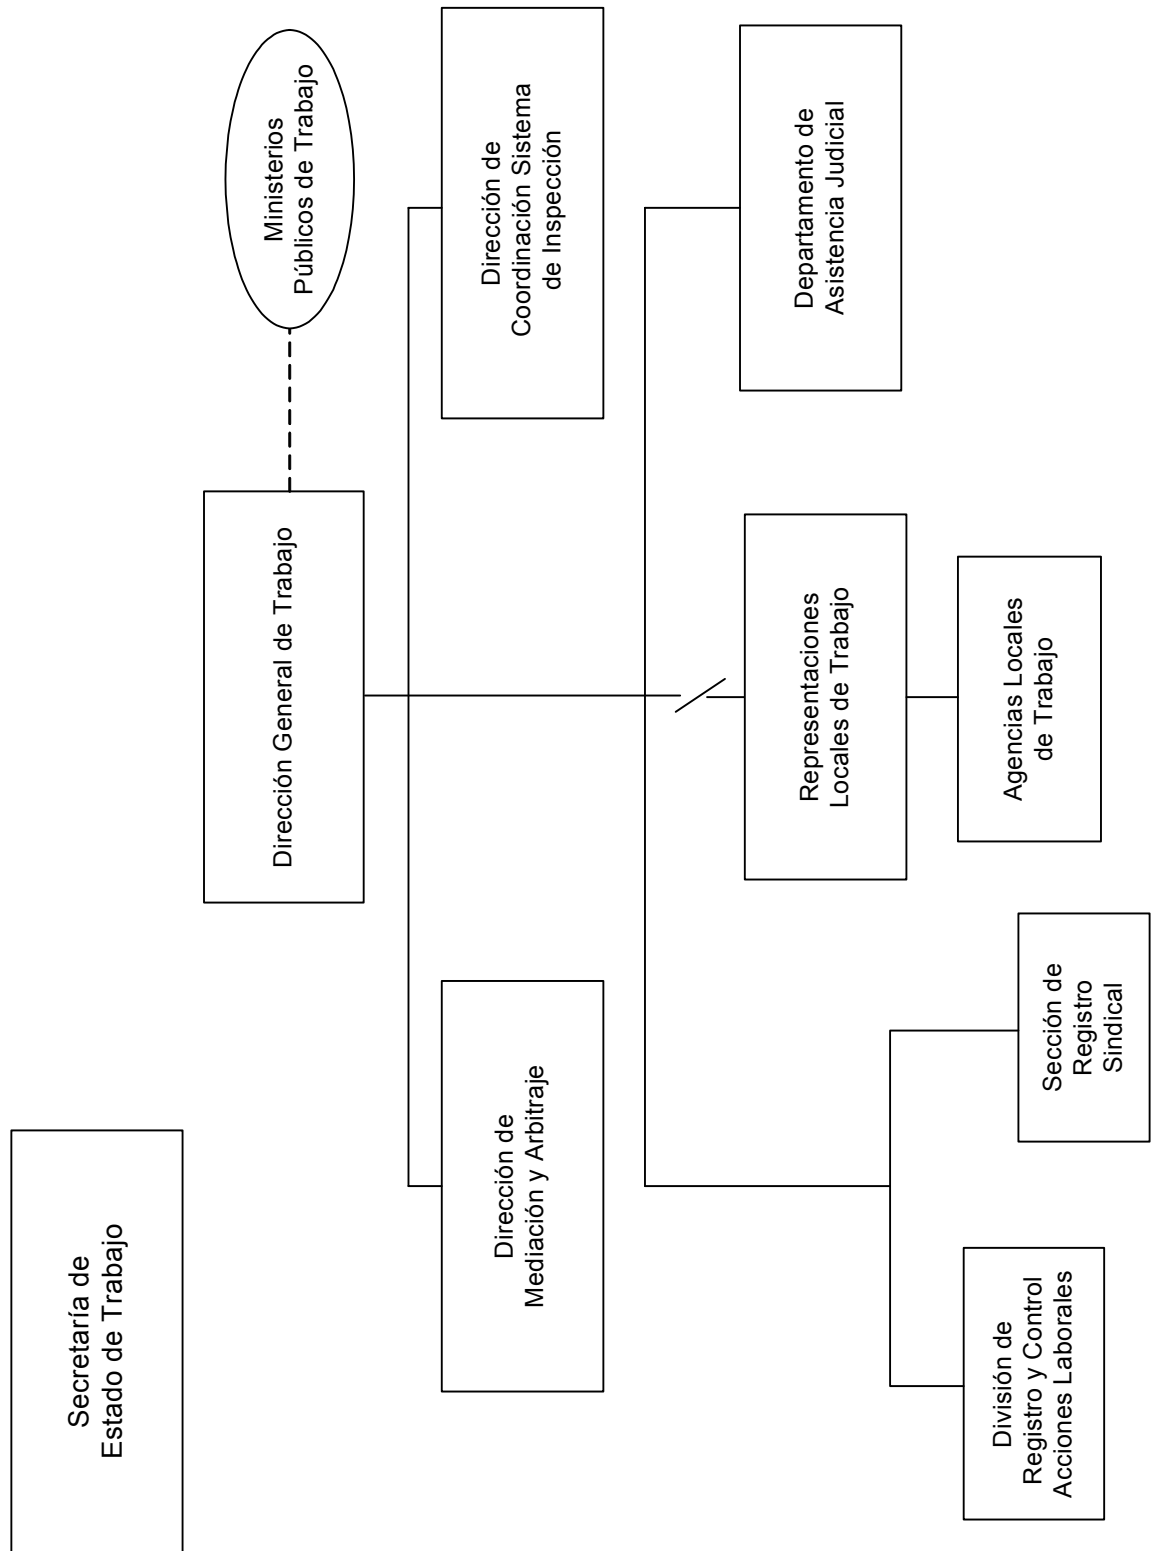 Secretaría de
Estado de Trabajo
Dirección General de Trabajo
Ministerios
Públicos de Trabajo
Dirección de
Mediación y Arbitraje
Dirección de
Coordinación Sistema
de Inspección
Representaciones
Locales de Trabajo
Departamento de
Asistencia Judicial
División de
Registro y Control
Acciones Laborales
Sección de
Registro
Sindical
Agencias Locales
de Trabajo